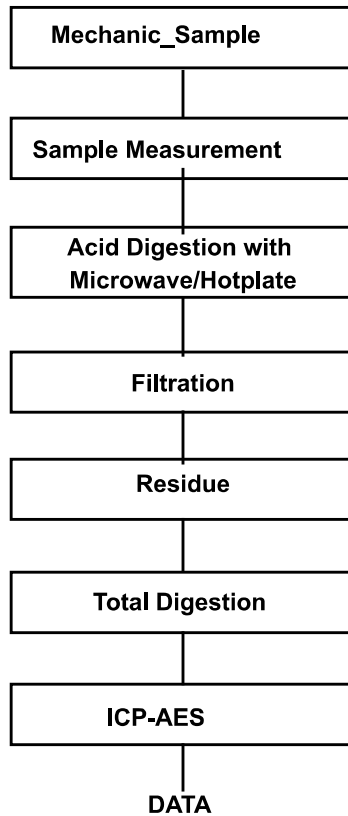 Mechanic_Sample
Sample Measurement
Acid Digestion with
Microwave/Hotplate
Filtration
Residue
Total Digestion
ICP-AES
DATA